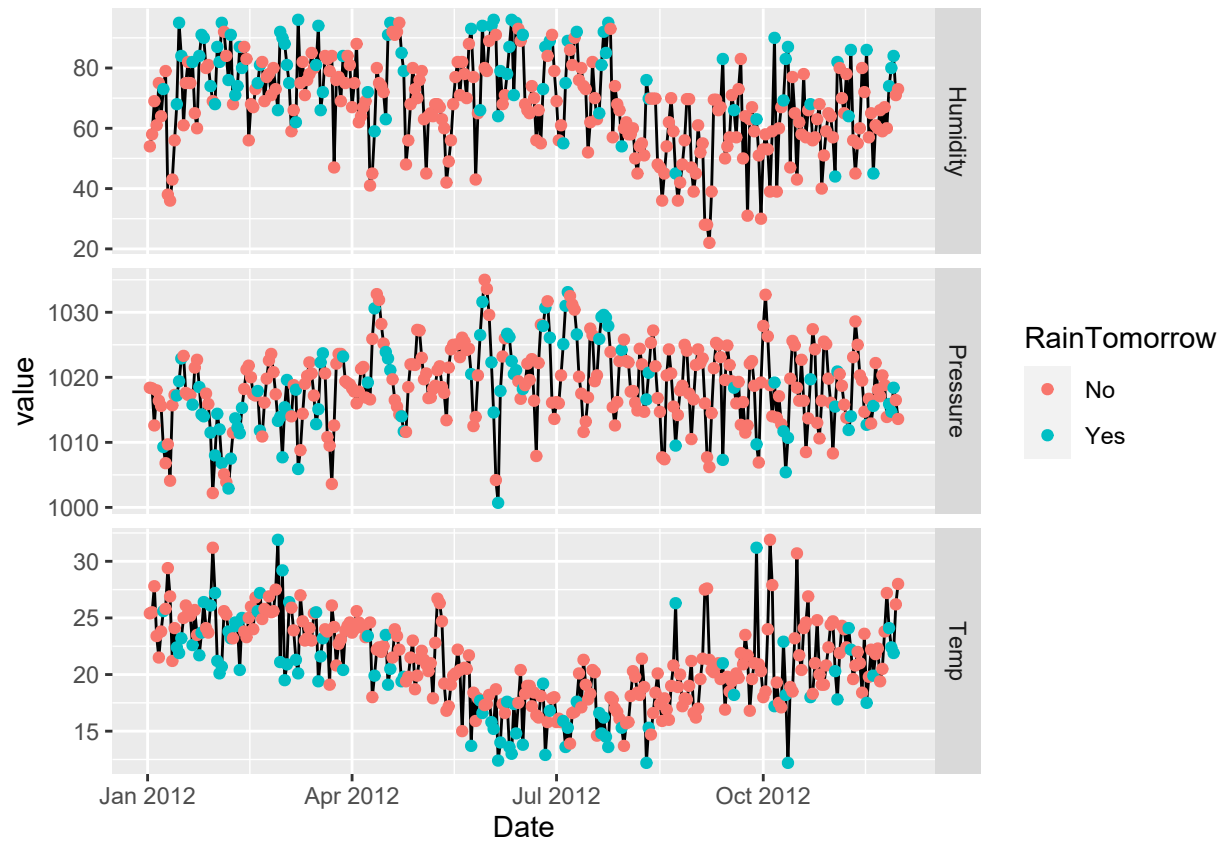 80
60
40
20
Humidity
value
1030
1020
1010
1000
Pressure
30
25
20
15
Temp
Jan 2012 Apr 2012 Jul 2012 Oct 2012
Date
RainTomorrow
No
Yes